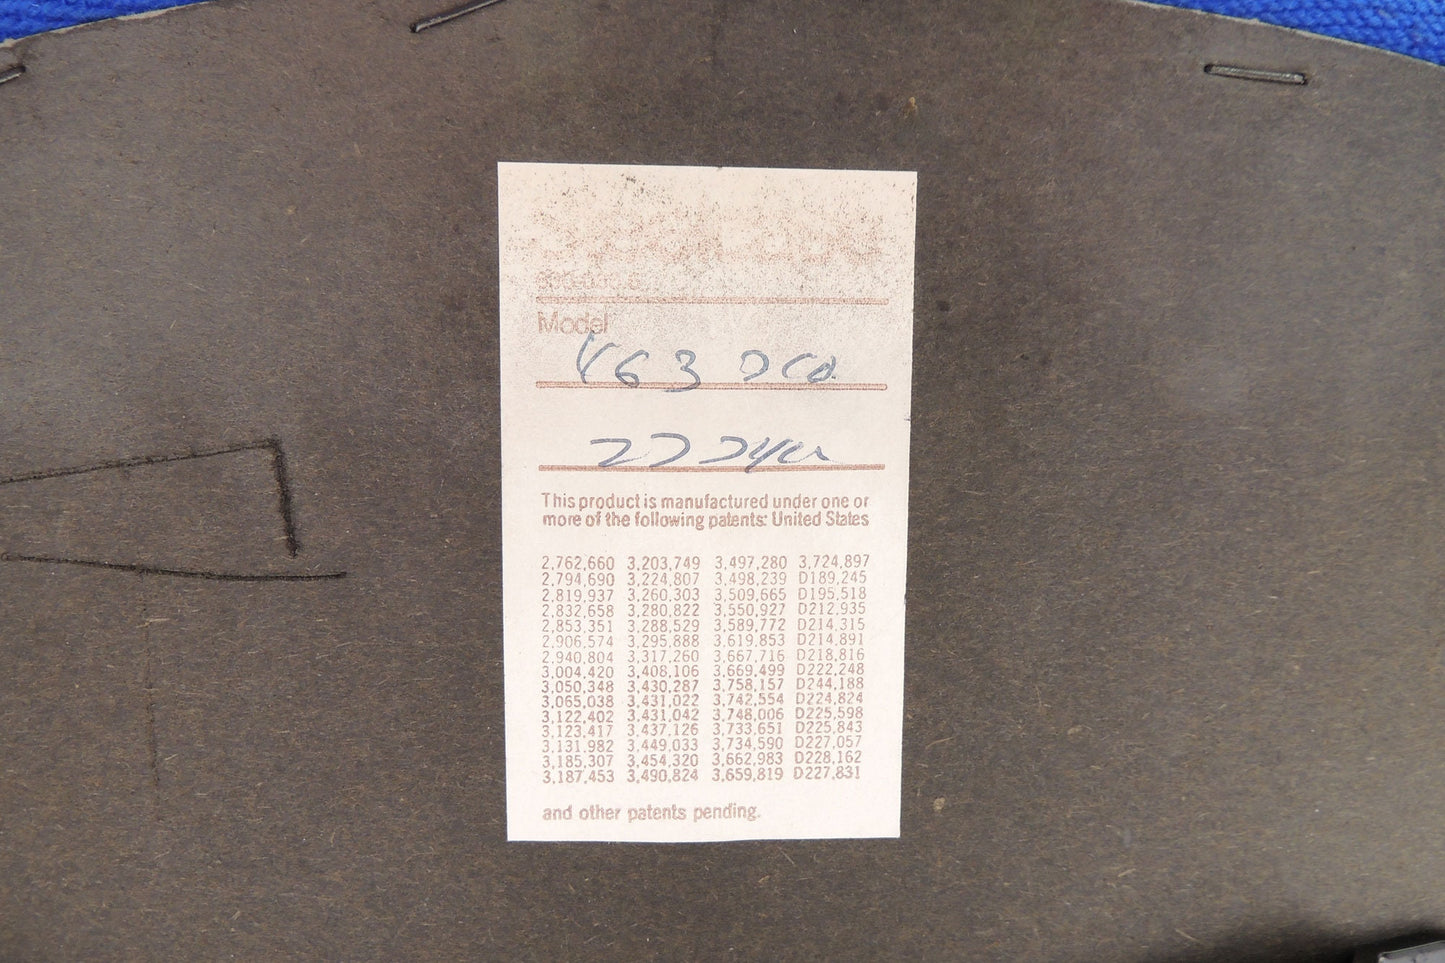 Model
2,762,660 3,203,749 3,497,280 3,724,897
This product is manufactured under one or
more of the following patents: United States
2,794,690 3,224,807 3,498,239 D189,245
2,819,937 3,260,303 3,509,665 D195,518
2,832,658 3,280,822 3,550,927 D212,935
2,853,351 3,288,529 3,589,772 D214,315
2,906,574 3,295,888 3,619,853 D214,891
2,940,804 3,317,260 3,667,716 D218,816
3,004,420 3,408,106 3,669,499 D222,248
3,050,348 3,430,287 3,758,157 D244,188
3,065,038 3,431,022 3,742,554 D224,824
3,122,402 3,431,042 3,748,006 D225,598
3,123,417 3,437,126 3,733,651 D225,843
3,131,982 3,449,033 3,734,590 D227,057
3,185,307 3,454,320 3,662,983 D228,162
3,187,453 3,490,824 3,659,819 D227,831
and other patents pending.